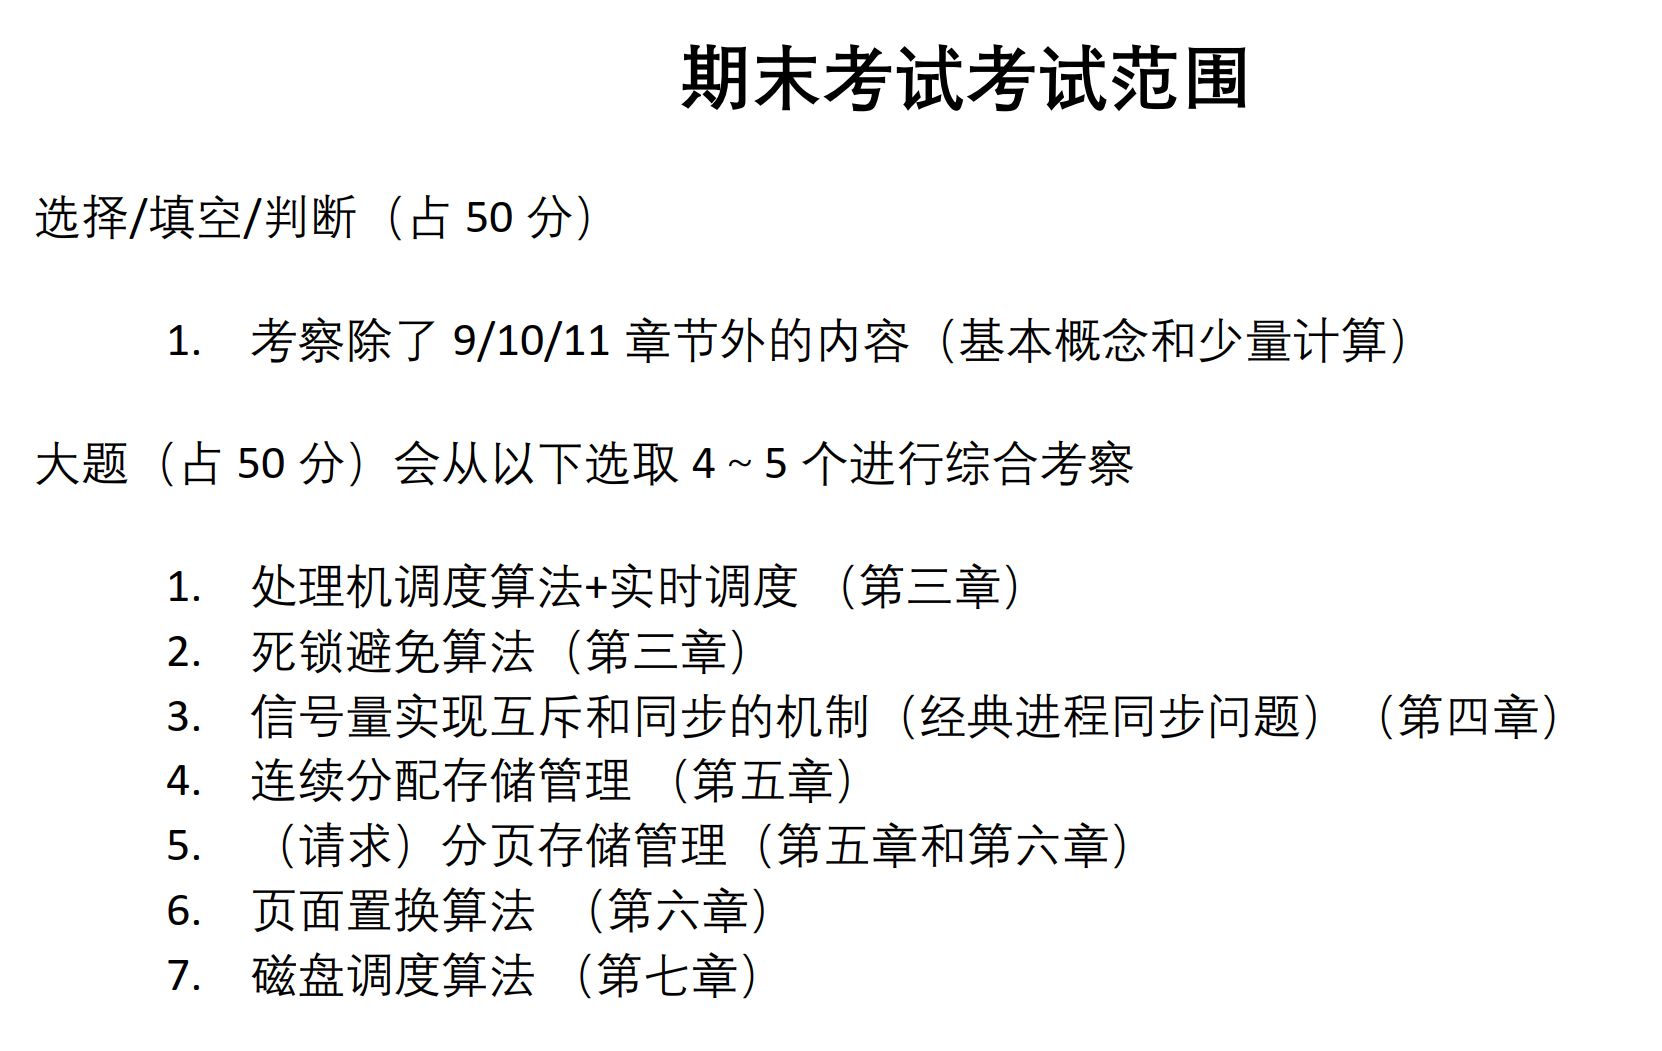 期末考试考试范围
选择/填空/判断（占 50 分）
1. 考察除了 9/10/11 章节外的内容（基本概念和少量计算）
大题（占 50 分）会从以下选取 4 ~ 5 个进行综合考察
1. 处理机调度算法+实时调度 （第三章）
2. 死锁避免算法（第三章）
3. 信号量实现互斥和同步的机制（经典进程同步问题）（第四章）
4. 连续分配存储管理 （第五章）
5. （请求）分页存储管理（第五章和第六章）
6. 页面置换算法 （第六章）
7. 磁盘调度算法 （第七章）